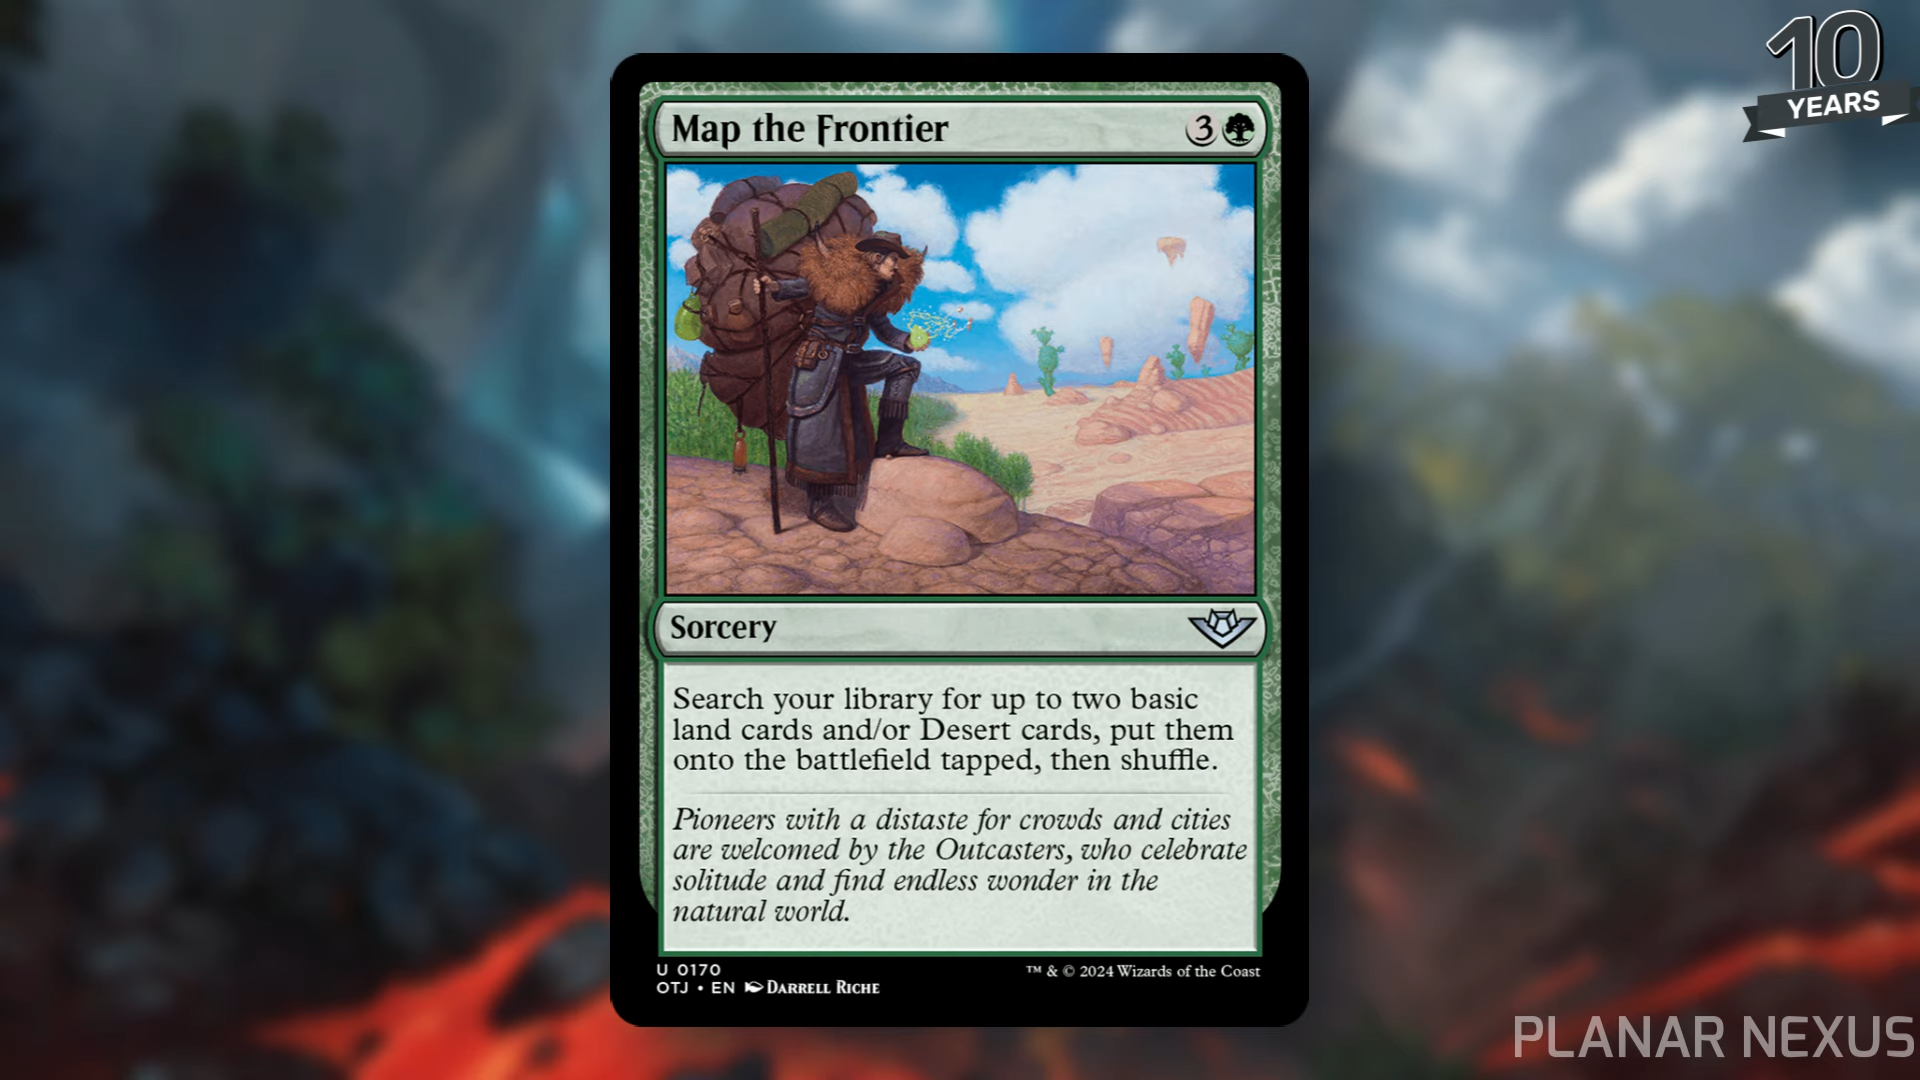 10
YEARS
Map the Frontier
3
Sorcery
Search your library for up to two basic
land cards and/or Desert cards, put them
onto the battlefield tapped, then shuffle.
Pioneers with a distaste for crowds and cities
are welcomed by the Outcasters, who celebrate
solitude and find endless wonder in the
natural world.
U 0170
OTJ • EN DARRELL RICHE
™ & © 2024 Wizards of the Coast
PLANAR NEXUS